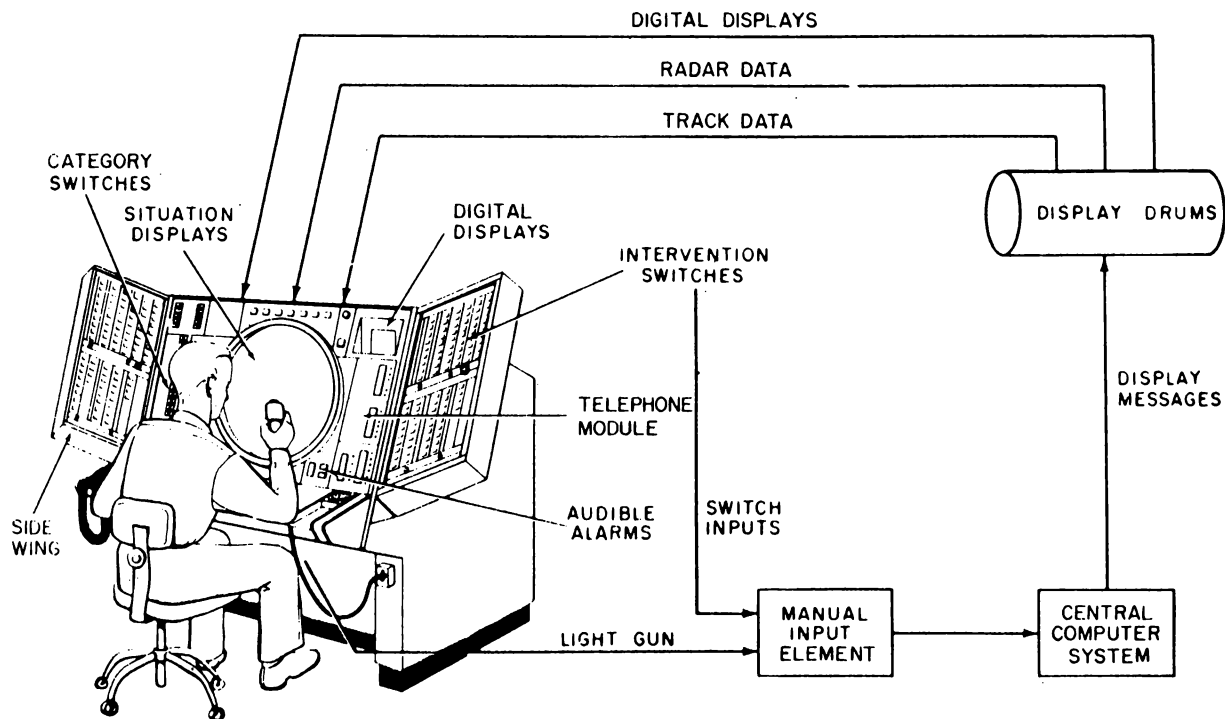 DIGITAL DISPLAYS
RADAR DATA
TRACK DATA
CATEGORY
SWITCHES
SITUATION
DISPLAYS
DIGITAL
DISPLAYS
INTERVENTION
SWITCHES
DISPLAY DRUMS
DISPLAY
MESSAGES
TELEPHONE
MODULE
SIDE
WING
AUDIBLE
ALARMS
SWITCH
INPUTS
LIGHT GUN
MANUAL
INPUT
ELEMENT
CENTRAL
COMPUTER
SYSTEM